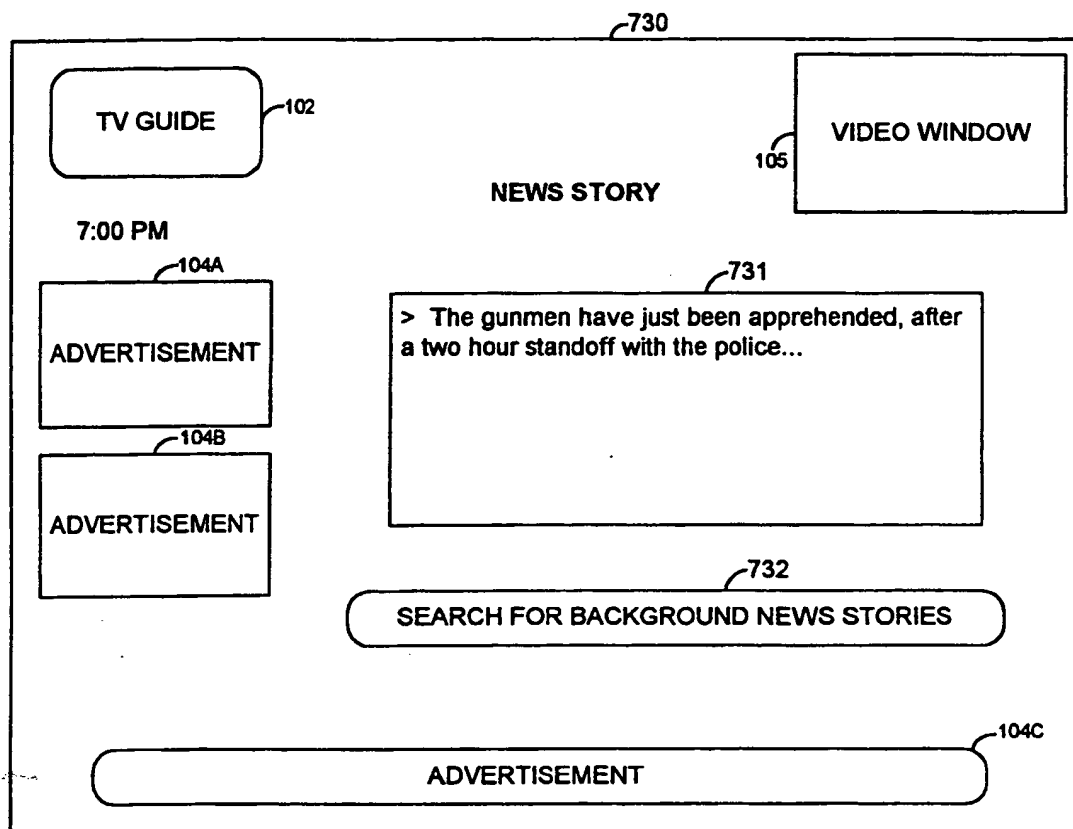 730
TV GUIDE
102
VIDEO WINDOW
105
NEWS STORY
7:00 PM
104A
ADVERTISEMENT
731
> The gunmen have just been apprehended, after
a two hour standoff with the police...
104B
ADVERTISEMENT
732
SEARCH FOR BACKGROUND NEWS STORIES
104C
ADVERTISEMENT